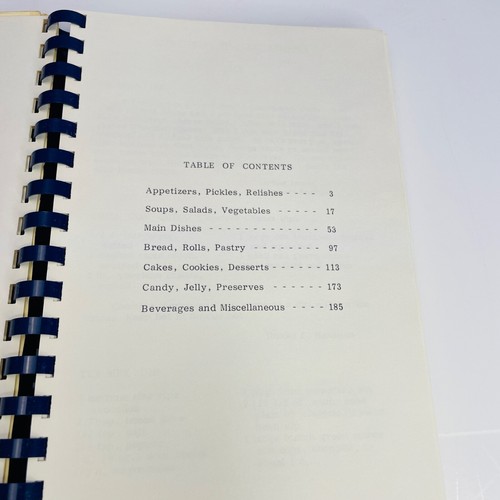 TABLE OF CONTENTS
Appetizers, Pickles, Relishes - - - - 3
Soups, Salads, Vegetables - - - - - 17
Main Dishes - - - - - - - - - - - - - 53
Bread, Rolls, Pastry - - - - - - - - 97
Cakes, Cookies, Desserts - - - - - - 113
Candy, Jelly, Preserves - - - - - - 173
Beverages and Miscellaneous - - - - 185